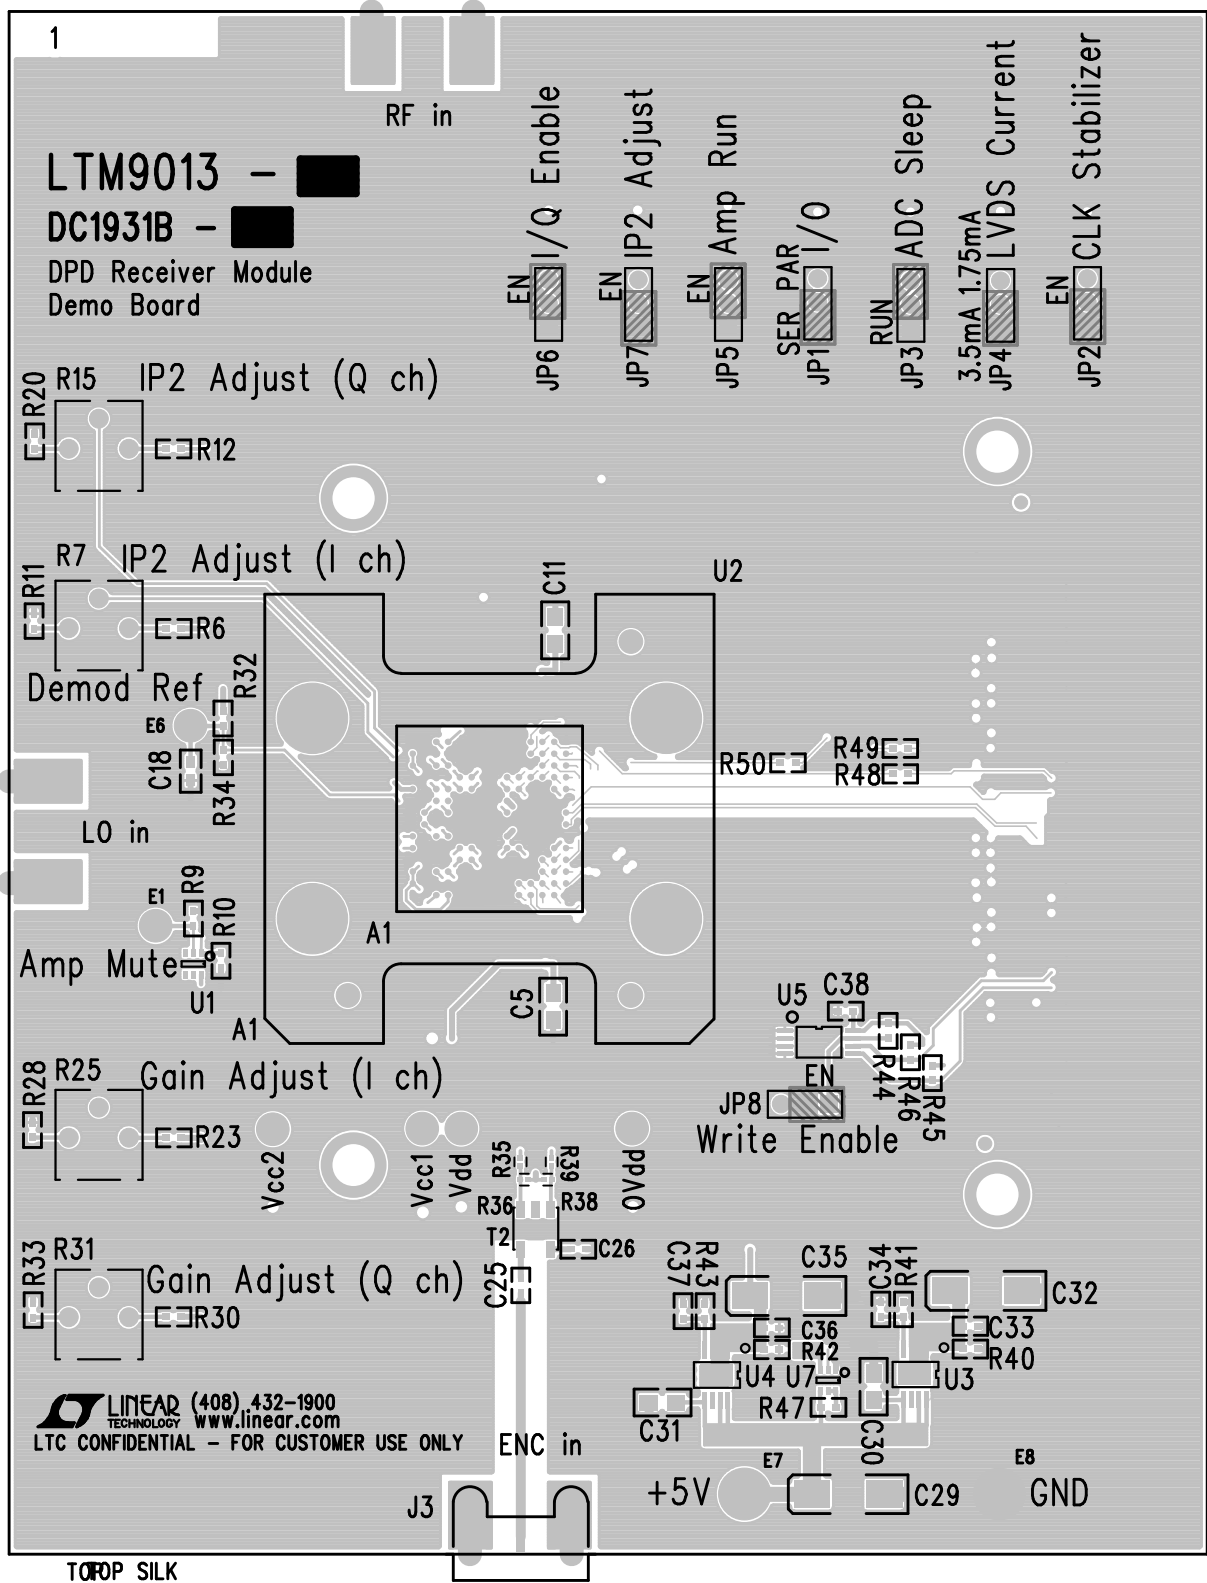 1
RF in
LTM9013 -
DC1931B -
DPD Receiver Module
Demo Board
I/Q Enable
EN
JP6
IP2 Adjust
EN
JP7
Amp Run
EN
JP5
I/O
SER PAR
JP1
ADC Sleep
RUN
JP3
LVDS Current
3.5mA 1.75mA
JP4
CLK Stabilizer
EN
JP2
R20
R15
IP2 Adjust (Q ch)
R12
R11
R7
IP2 Adjust (I ch)
R6
C11
U2
Demod Ref
R32
E6
C18
R34
R50
R49
R48
LO in
E1
R9
R10
A1
Amp Mute
U1
A1
C5
U5
C38
R44
R46
R45
EN
JP8
Write Enable
R28
R25
Gain Adjust (I ch)
R23
Vcc2
Vcc1
Vdd
OVdd
R35
R39
R36
R38
T2
C26
C25
R33
R31
Gain Adjust (Q ch)
R30
C37
R43
C35
C34
R41
C32
C36
R42
C33
R40
U4
U7
U3
R47
C31
C30
LINEAR
TECHNOLOGY
(408) 432-1900
www.linear.com
LTC CONFIDENTIAL - FOR CUSTOMER USE ONLY
ENC in
J3
E7
+5V
C29
E8
GND
TOP SILK